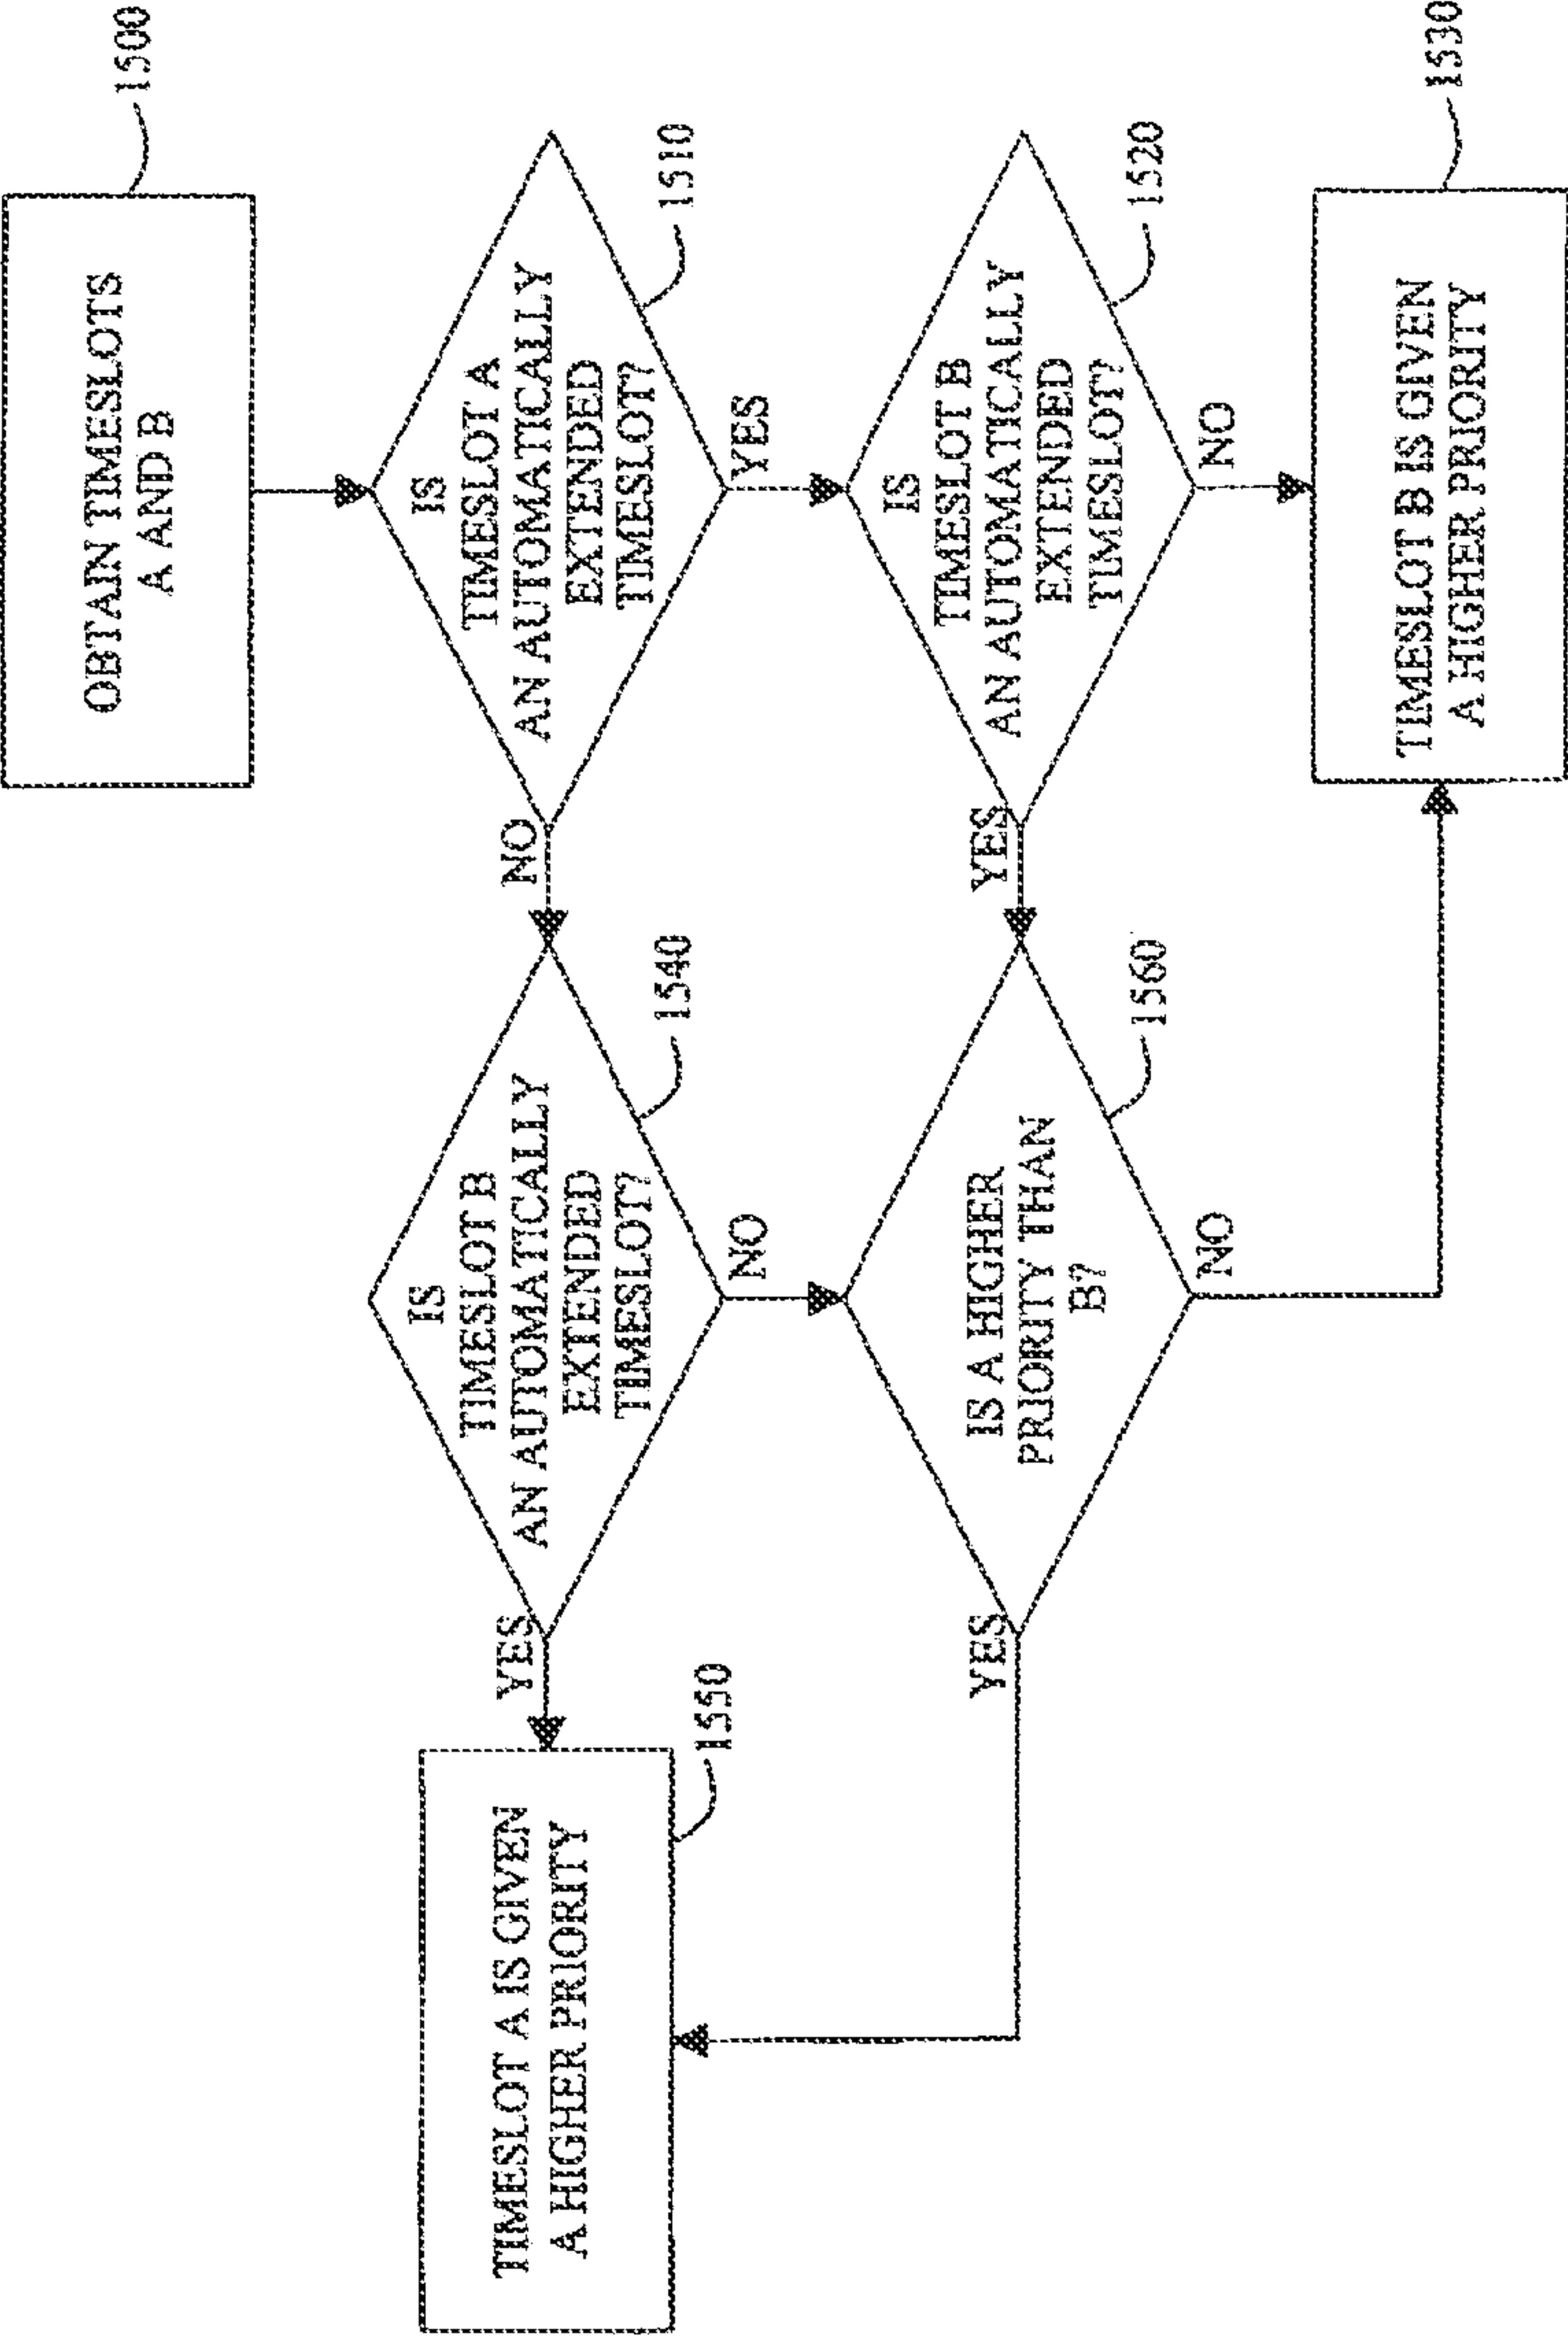 OBTAIN TIMESLOTS
A AND B
1500
IS
TIMESLOT A
AN AUTOMATICALLY
EXTENDED
TIMESLOT?
1510
NO
YES
IS
TIMESLOT B
AN AUTOMATICALLY
EXTENDED
TIMESLOT?
1540
YES
NO
IS
TIMESLOT B
AN AUTOMATICALLY
EXTENDED
TIMESLOT?
1520
YES
NO
TIMESLOT A IS GIVEN
A HIGHER PRIORITY
1550
IS A HIGHER
PRIORITY THAN
B?
1560
YES
NO
TIMESLOT B IS GIVEN
A HIGHER PRIORITY
1530